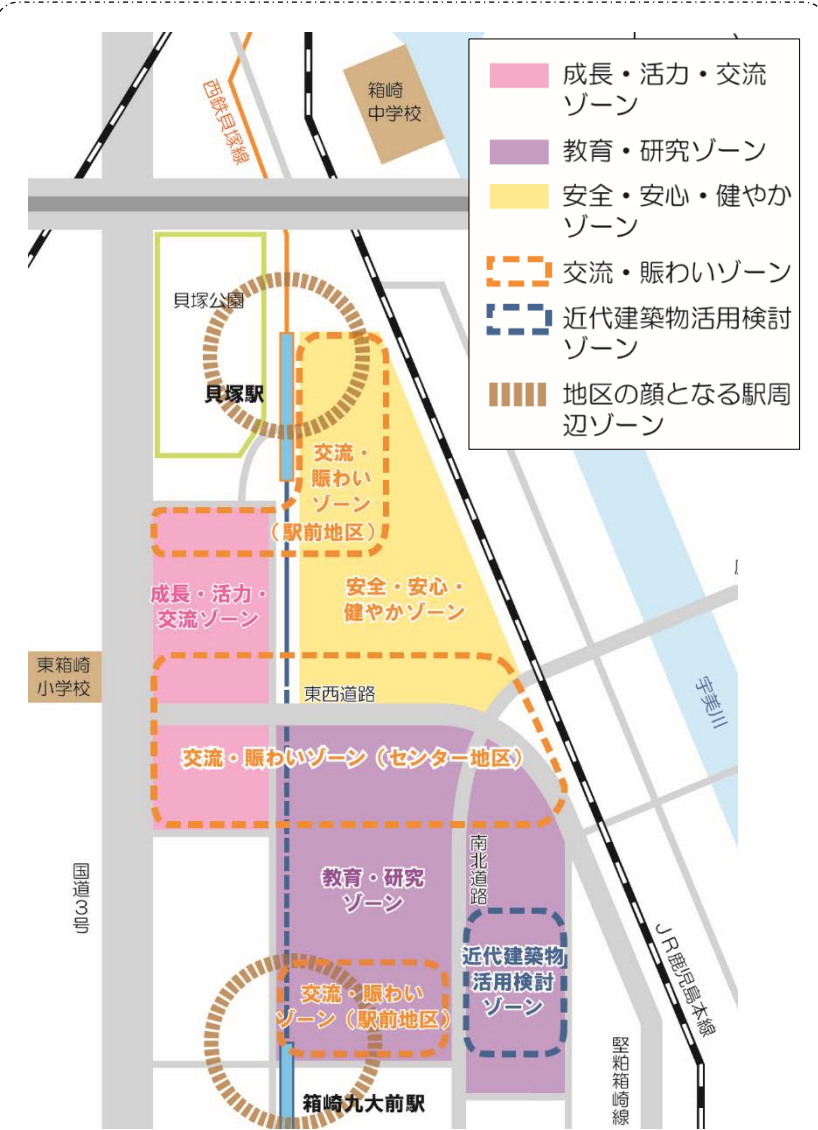 成長・活力・交流
ゾーン
教育・研究ゾーン
安全・安心・健やか
ゾーン
交流・賑わいゾーン
近代建築物活用検討
ゾーン
地区の顔となる駅周
辺ゾーン
西鉄貝塚線
箱崎
中学校
貝塚公園
貝塚駅
交流・
賑わい
ゾーン
（駅前地区）
成長・活力・
交流ゾーン
安全・安心・
健やかゾーン
東箱崎
小学校
東西道路
宇美川
交流・賑わいゾーン（センター地区）
国道3号
教育・研究
ゾーン
南北道路
近代建築物
活用検討
ゾーン
JR鹿児島本線
交流・賑わい
ゾーン（駅前地区）
箱崎九大前駅
堅粕箱崎線